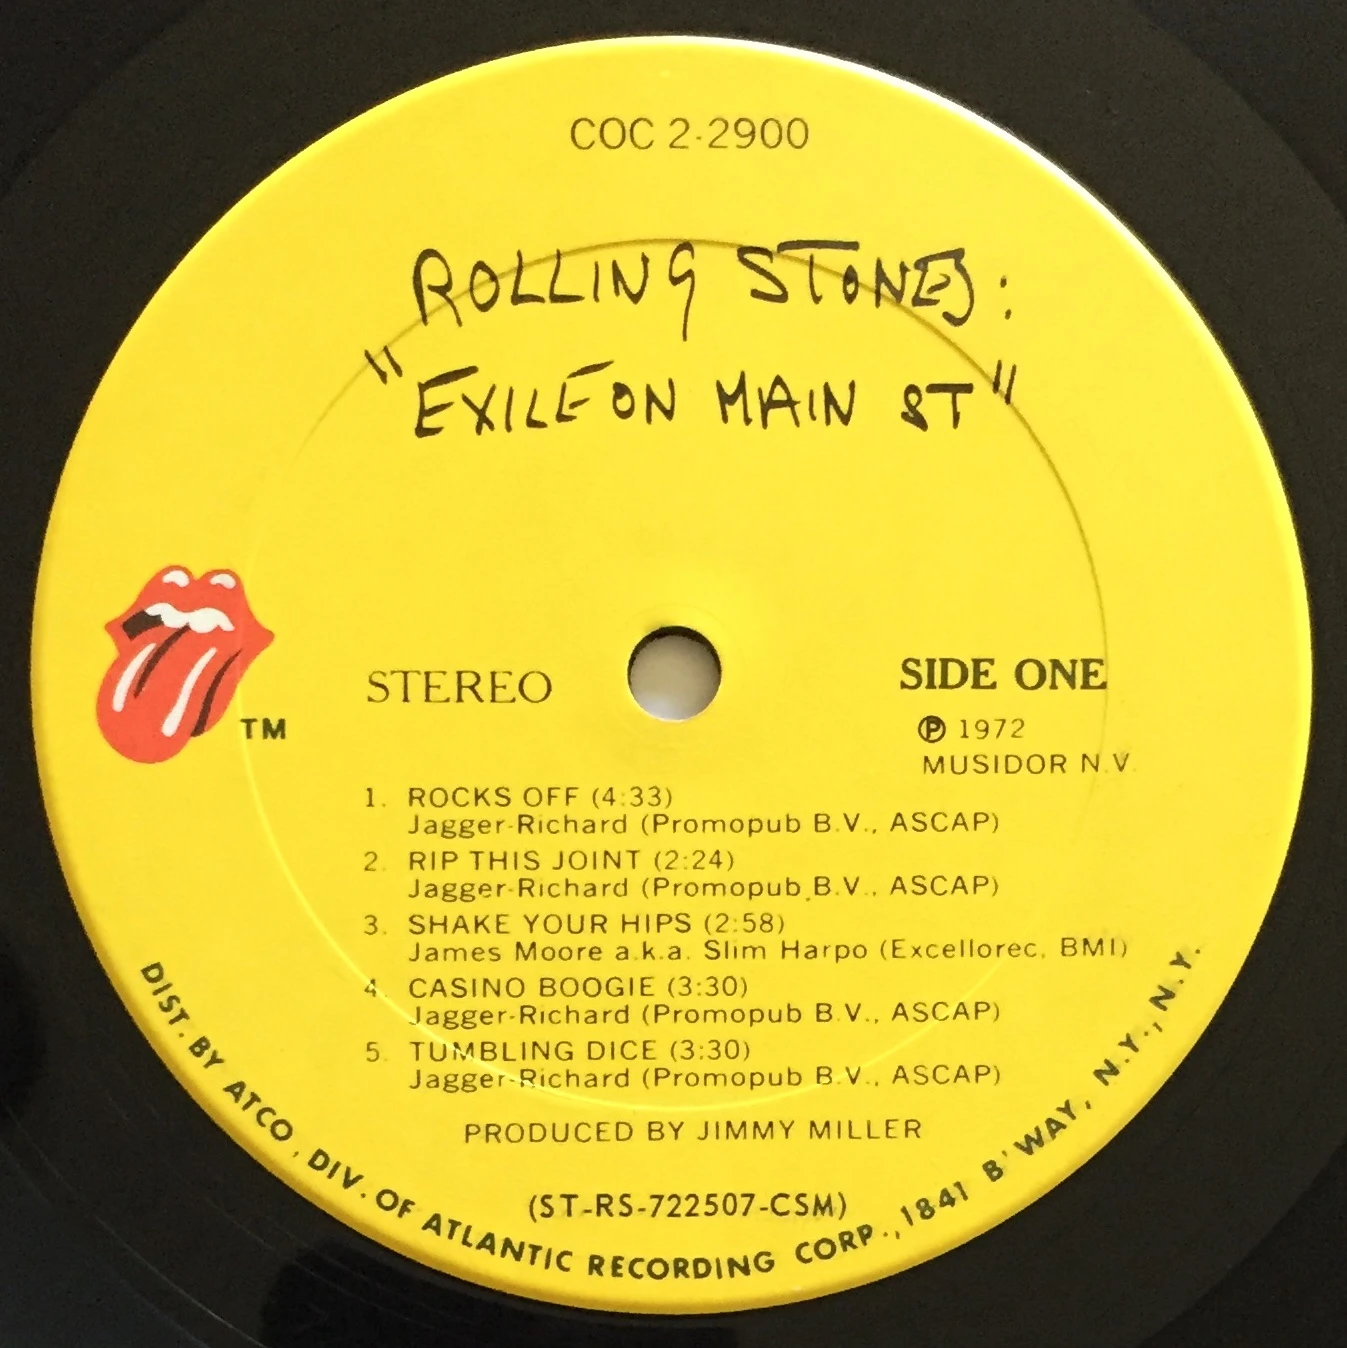 COC 2-2900
ROLLING STONES:
"EXILE ON MAIN ST"
TM
STEREO
SIDE ONE
℗ 1972
MUSIDOR N.V.
1. ROCKS OFF (4:33)
Jagger-Richard (Promopub B.V., ASCAP)
2. RIP THIS JOINT (2:24)
Jagger-Richard (Promopub B.V., ASCAP)
3. SHAKE YOUR HIPS (2:58)
James Moore a.k.a. Slim Harpo (Excellorec, BMI)
4. CASINO BOOGIE (3:30)
Jagger-Richard (Promopub B.V., ASCAP)
5. TUMBLING DICE (3:30)
Jagger-Richard (Promopub B.V., ASCAP)
PRODUCED BY JIMMY MILLER
(ST-RS-722507-CSM)
DIST. BY ATCO, DIV. OF ATLANTIC RECORDING CORP., 1841 B'WAY, N.Y., N.Y.